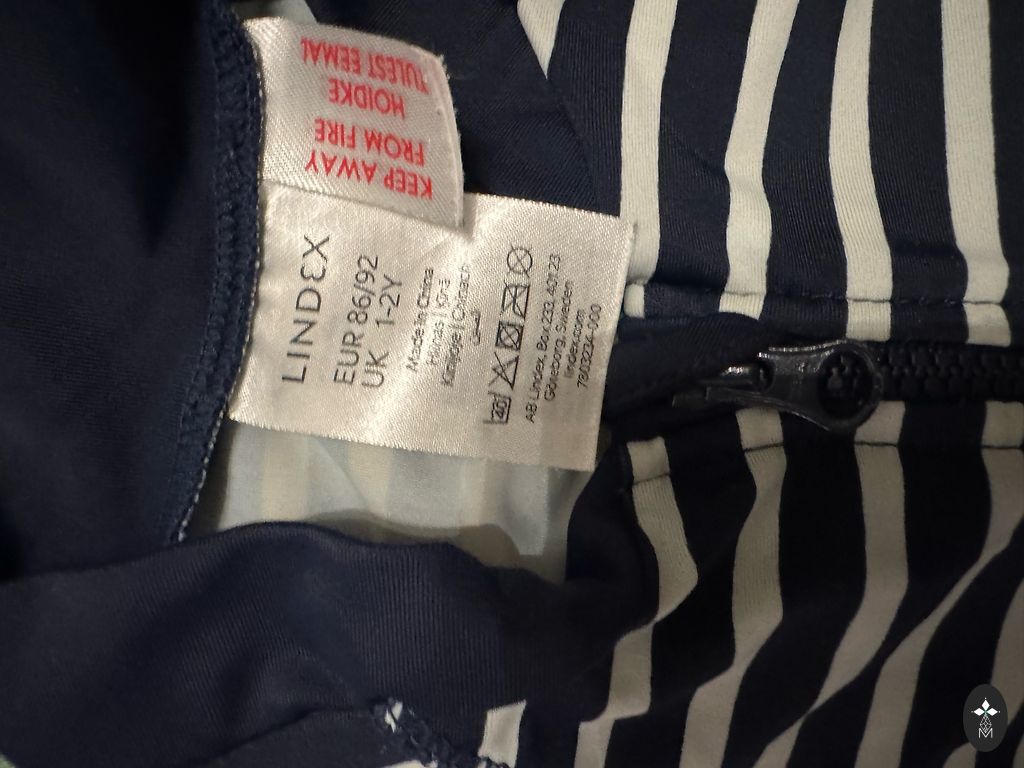 KEEP AWAY
FROM FIRE
HOIDKE
TULEST EEMAL
LINDEX
EUR 86/92
UK 1-2Y
Made in China
AB Lindex, Box 233, 401 23
Göteborg, Sweden
lindex.com
7803234-000